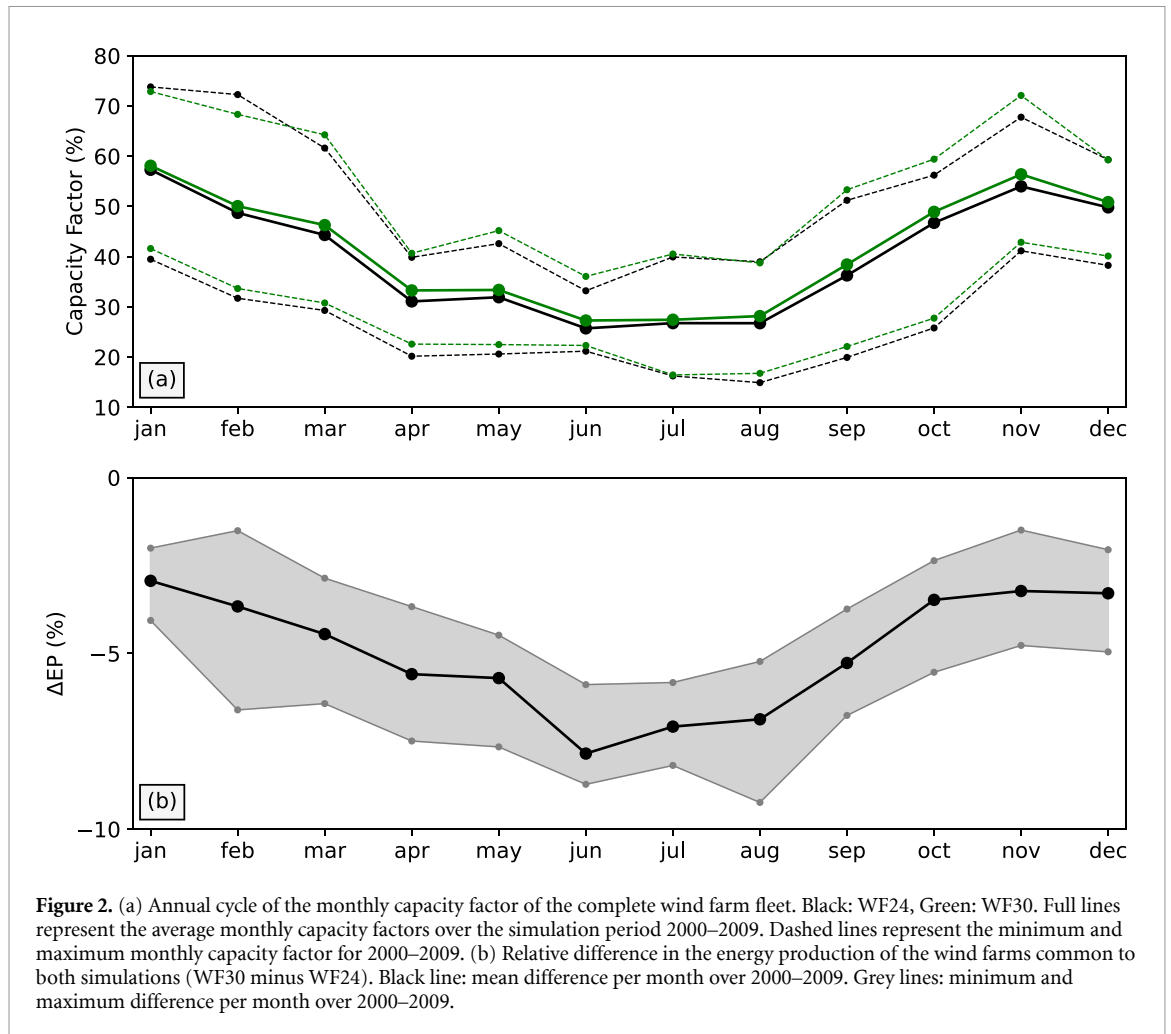 80
70
60
50
40
30
20
10
Capacity Factor (%)
(a)
jan feb mar apr may jun jul aug sep oct nov dec
0
−5
−10
ΔEP (%)
(b)
jan feb mar apr may jun jul aug sep oct nov dec
Figure 2. (a) Annual cycle of the monthly capacity factor of the complete wind farm fleet. Black: WF24, Green: WF30. Full lines
represent the average monthly capacity factors over the simulation period 2000–2009. Dashed lines represent the minimum and
maximum monthly capacity factor for 2000–2009. (b) Relative difference in the energy production of the wind farms common to
both simulations (WF30 minus WF24). Black line: mean difference per month over 2000–2009. Grey lines: minimum and
maximum difference per month over 2000–2009.